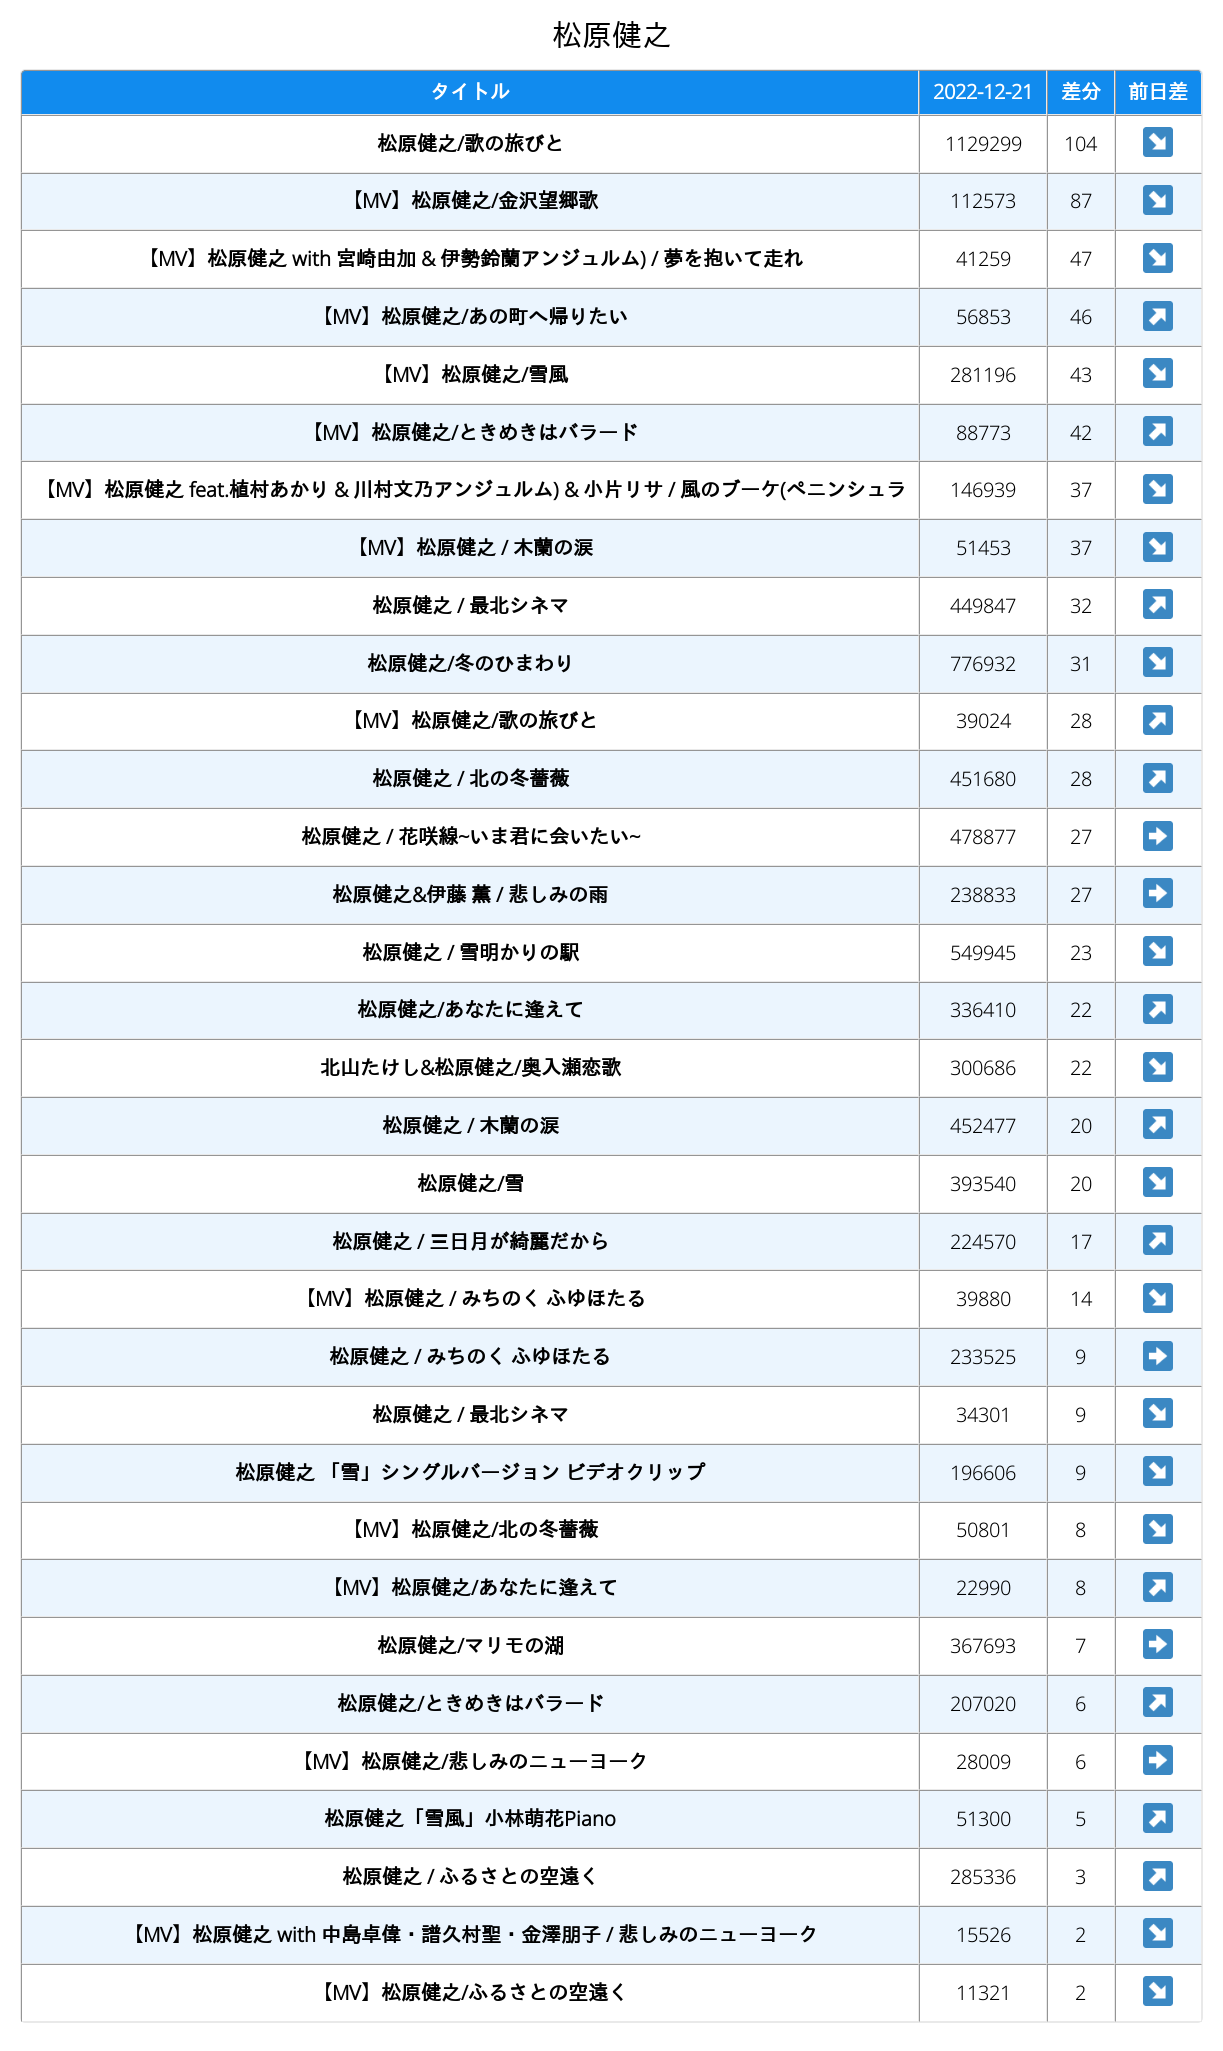 松原健之
タイトル 2022-12-21 差分 前日差
松原健之/歌の旅びと 1129299 104 ↘
【MV】松原健之/金沢望郷歌 112573 87 ↘
【MV】松原健之 with 宮崎由加 & 伊勢鈴蘭アンジュルム) / 夢を抱いて走れ 41259 47 ↘
【MV】松原健之/あの町へ帰りたい 56853 46 ↗
【MV】松原健之/雪風 281196 43 ↘
【MV】松原健之/ときめきはバラード 88773 42 ↗
【MV】松原健之 feat.植村あかり & 川村文乃アンジュルム) & 小片リサ / 風のブーケ(ペニンシュラ 146939 37 ↘
【MV】松原健之 / 木蘭の涙 51453 37 ↘
松原健之 / 最北シネマ 449847 32 ↗
松原健之/冬のひまわり 776932 31 ↘
【MV】松原健之/歌の旅びと 39024 28 ↗
松原健之 / 北の冬薔薇 451680 28 ↗
松原健之 / 花咲線~いま君に会いたい~ 478877 27 ➡
松原健之&伊藤 薫 / 悲しみの雨 238833 27 ➡
松原健之 / 雪明かりの駅 549945 23 ↘
松原健之/あなたに逢えて 336410 22 ↗
北山たけし&松原健之/奥入瀬恋歌 300686 22 ↘
松原健之 / 木蘭の涙 452477 20 ↗
松原健之/雪 393540 20 ↘
松原健之 / 三日月が綺麗だから 224570 17 ↗
【MV】松原健之 / みちのく ふゆほたる 39880 14 ↘
松原健之 / みちのく ふゆほたる 233525 9 ➡
松原健之 / 最北シネマ 34301 9 ↘
松原健之 「雪」シングルバージョン ビデオクリップ 196606 9 ↘
【MV】松原健之/北の冬薔薇 50801 8 ↘
【MV】松原健之/あなたに逢えて 22990 8 ↗
松原健之/マリモの湖 367693 7 ➡
松原健之/ときめきはバラード 207020 6 ↗
【MV】松原健之/悲しみのニューヨーク 28009 6 ➡
松原健之「雪風」小林萌花Piano 51300 5 ↗
松原健之 / ふるさとの空遠く 285336 3 ↗
【MV】松原健之 with 中島卓偉・譜久村聖・金澤朋子 / 悲しみのニューヨーク 15526 2 ↘
【MV】松原健之/ふるさとの空遠く 11321 2 ↘